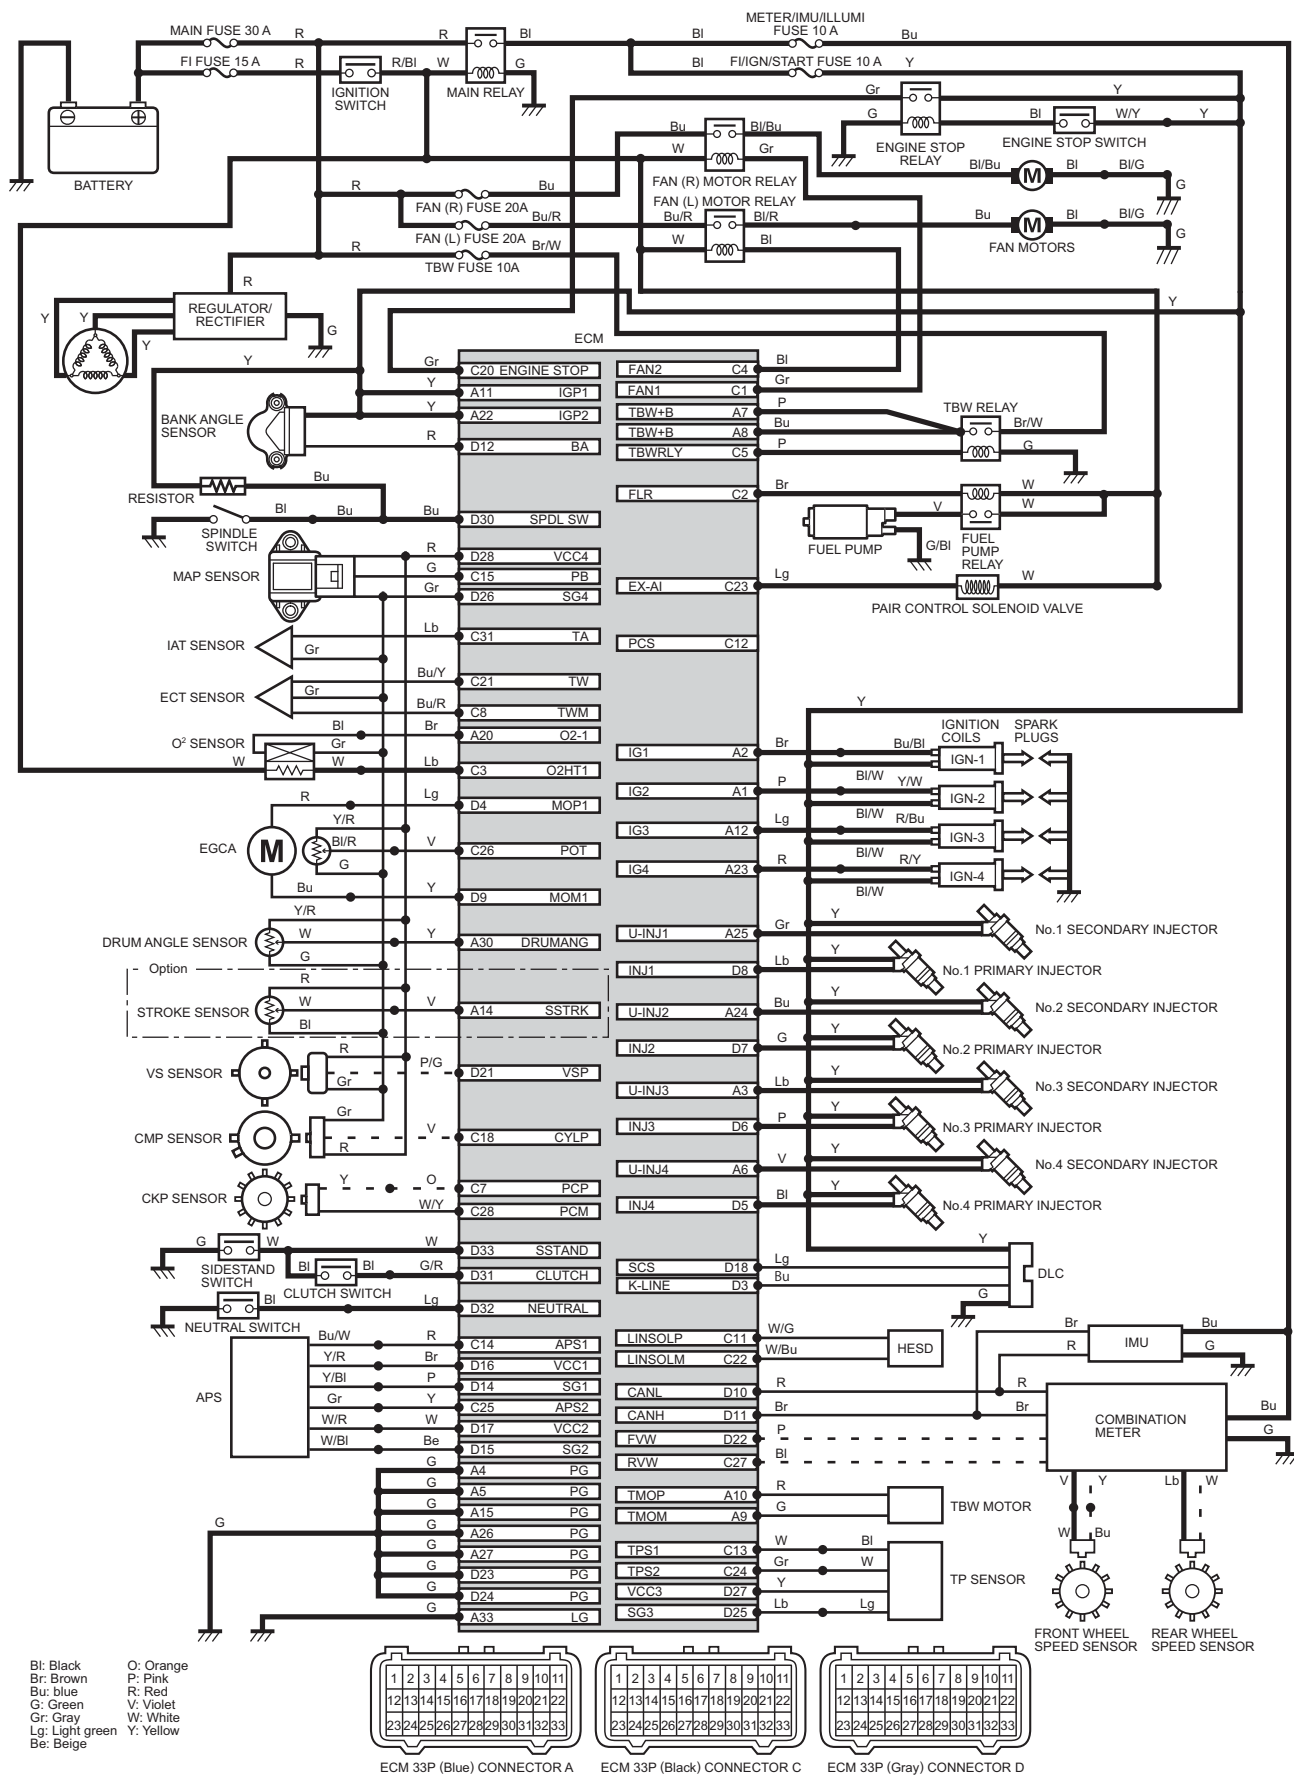 MAIN FUSE 30 A
R
R
Bl
Bl
METER/IMU/ILLUMI
FUSE 10 A
Bu
FI FUSE 15 A
R
R/Bl
W
G
Bl
FI/IGN/START FUSE 10 A
Y
IGNITION
SWITCH
MAIN RELAY
Gr
Y
G
Bl
W/Y
Y
ENGINE STOP
RELAY
ENGINE STOP SWITCH
BATTERY
Bu
Bl/Bu
W
Gr
FAN (R) MOTOR RELAY
Bl/Bu
M
Bl
Bl/G
G
R
FAN (R) FUSE 20A
Bu
FAN (L) MOTOR RELAY
Bu/R
Bu/R
Bl/R
Bu
M
Bl
Bl/G
G
FAN (L) FUSE 20A
FAN MOTORS
W
Bl
R
TBW FUSE 10A
Br/W
R
REGULATOR/
RECTIFIER
Y
Y
Y
G
Y
Y
ECM
Gr
C20 ENGINE STOP
FAN2 C4
Bl
Y
A11 IGP1
FAN1 C1
Gr
BANK ANGLE
SENSOR
Y
A22 IGP2
TBW+B A7
P
TBW RELAY
TBW+B A8
Bu
Br/W
R
D12 BA
TBWRLY C5
P
G
RESISTOR
Bu
FLR C2
Br
W
SPINDLE
SWITCH
Bl
Bu
Bu
D30 SPDL SW
FUEL PUMP
V
W
G/Bl
FUEL
PUMP
RELAY
MAP SENSOR
R
D28 VCC4
G
C15 PB
Gr
D26 SG4
EX-AI C23
Lg
W
PAIR CONTROL SOLENOID VALVE
IAT SENSOR
Lb
C31 TA
Gr
PCS C12
ECT SENSOR
Bu/Y
C21 TW
Gr
Bu/R
C8 TWM
Y
O2 SENSOR
Bl
Br
A20 O2-1
Gr
W
W
Lb
C3 O2HT1
IGNITION
COILS
SPARK
PLUGS
IG1 A2
Br
Bu/Bl
IGN-1
Bl/W
IG2 A1
P
Y/W
IGN-2
Bl/W
IG3 A12
Lg
R/Bu
IGN-3
Bl/W
IG4 A23
R
R/Y
IGN-4
Bl/W
EGCA
M
R
Lg
D4 MOP1
Y/R
Bl/R
V
C26 POT
G
Bu
Y
D9 MOM1
DRUM ANGLE SENSOR
Y/R
W
Y
A30 DRUMANG
G
Option
STROKE SENSOR
R
W
V
A14 SSTRK
Bl
U-INJ1 A25
Gr
Y
No.1 SECONDARY INJECTOR
INJ1 D8
Lb
Y
No.1 PRIMARY INJECTOR
U-INJ2 A24
Bu
Y
No.2 SECONDARY INJECTOR
INJ2 D7
G
Y
No.2 PRIMARY INJECTOR
U-INJ3 A3
Lb
Y
No.3 SECONDARY INJECTOR
INJ3 D6
P
Y
No.3 PRIMARY INJECTOR
U-INJ4 A6
V
Y
No.4 SECONDARY INJECTOR
INJ4 D5
Bl
Y
No.4 PRIMARY INJECTOR
VS SENSOR
R
P/G
D21 VSP
Gr
CMP SENSOR
Gr
V
C18 CYLP
R
CKP SENSOR
Y
O
C7 PCP
W/Y
C28 PCM
G
W
W
D33 SSTAND
SIDESTAND
SWITCH
Bl
Bl
G/R
D31 CLUTCH
CLUTCH SWITCH
Bl
Lg
D32 NEUTRAL
NEUTRAL SWITCH
Y
SCS D18
Lg
K-LINE D3
Bu
G
DLC
APS
Bu/W
R
C14 APS1
Y/R
Br
D16 VCC1
Y/Bl
P
D14 SG1
Gr
Y
C25 APS2
W/R
W
D17 VCC2
W/Bl
Be
D15 SG2
LINSOLP C11
W/G
LINSOLM C22
W/Bu
HESD
Br
R
IMU
Bu
G
CANL D10
R
R
CANH D11
Br
Br
FVW D22
P
RVW C27
Bl
COMBINATION
METER
Bu
G
G
G
A4 PG
G
A5 PG
G
A15 PG
G
A26 PG
G
A27 PG
G
D23 PG
G
D24 PG
G
A33 LG
TMOP A10
R
TMOM A9
G
TBW MOTOR
TPS1 C13
W
Bl
TPS2 C24
Gr
W
VCC3 D27
Y
SG3 D25
Lb
Lg
TP SENSOR
V
Y
Lb
W
W
Bu
FRONT WHEEL
SPEED SENSOR
REAR WHEEL
SPEED SENSOR
Bl: Black
Br: Brown
Bu: blue
G: Green
Gr: Gray
Lg: Light green
Be: Beige
O: Orange
P: Pink
R: Red
V: Violet
W: White
Y: Yellow
1 2 3 4 5 6 7 8 9 10 11
12 13 14 15 16 17 18 19 20 21 22
23 24 25 26 27 28 29 30 31 32 33
ECM 33P (Blue) CONNECTOR A
1 2 3 4 5 6 7 8 9 10 11
12 13 14 15 16 17 18 19 20 21 22
23 24 25 26 27 28 29 30 31 32 33
ECM 33P (Black) CONNECTOR C
1 2 3 4 5 6 7 8 9 10 11
12 13 14 15 16 17 18 19 20 21 22
23 24 25 26 27 28 29 30 31 32 33
ECM 33P (Gray) CONNECTOR D